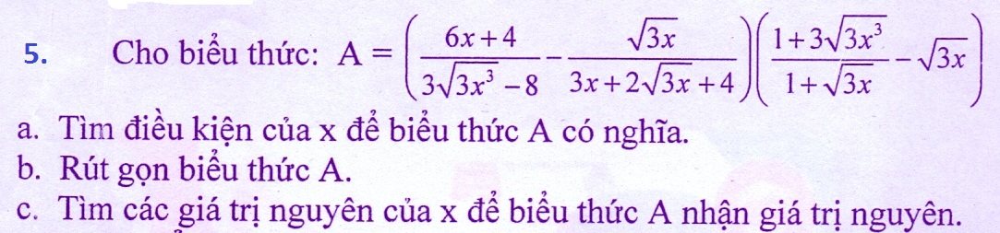 5. Cho biểu thức: A = $\left(\frac{6x+4}{3\sqrt{3x^3}-8}-\frac{\sqrt{3x}}{3x+2\sqrt{3x}+4}\right)\left(\frac{1+3\sqrt{3x^3}}{1+\sqrt{3x}}-\sqrt{3x}\right)$
a. Tìm điều kiện của x để biểu thức A có nghĩa.
b. Rút gọn biểu thức A.
c. Tìm các giá trị nguyên của x để biểu thức A nhận giá trị nguyên.